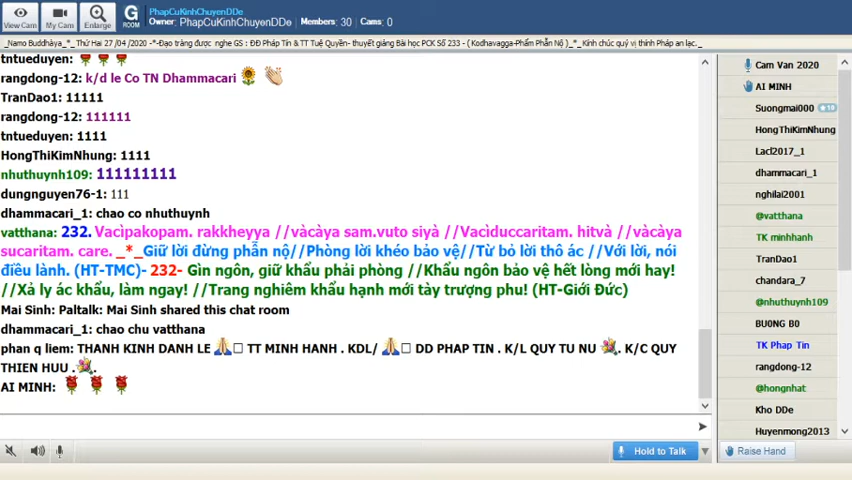 PhapCuKinhChuyenDDe
Owner: PhapCuKinhChuyenDDe Members: 30 Cams: 0
G ROOM
View Cam My Cam Enlarge
_Namo Buddhàya_*_ Thứ Hai 27 /04 /2020 -*-Đạo tràng được nghe GS : ĐĐ Pháp Tín & TT Tuệ Quyền- thuyết giảng Bài học PCK Số 233 - ( Kodhavagga-Phẩm Phẫn Nộ )_*_ Kính chúc quý vị thính Pháp an lạc._
tntueduyen:
rangdong-12: k/d le Co TN Dhammacari
TranDao1: 11111
rangdong-12: 111111
tntueduyen: 1111
HongThiKimNhung: 1111
nhuthuynh109: 111111111
dungnguyen76-1: 111
dhammacari_1: chao co nhuthuynh
vatthana: 232. Vacìpakopam. rakkheyya //vàcàya sam.vuto siyà //Vacìduccaritam. hitvà //vàcàya
sucaritam. care. _*_Giữ lời đừng phẫn nộ//Phòng lời khéo bảo vệ//Từ bỏ lời thô ác //Với lời, nói
điều lành. (HT-TMC)- 232- Gìn ngôn, giữ khẩu phải phòng //Khẩu ngôn bảo vệ hết lòng mới hay!
//Xả ly ác khẩu, làm ngay! //Trang nghiêm khẩu hạnh mới tày trượng phu! (HT-Giới Đức)
Mai Sinh: Paltalk: Mai Sinh shared this chat room
dhammacari_1: chao chu vatthana
phan q liem: THANH KINH DANH LE TT MINH HANH . KDL/ DD PHAP TIN . K/L QUY TU NU . K/C QUY
THIEN HUU .
AI MINH:
Hold to Talk
Cam Van 2020
AI MINH
Suongmai000
HongThiKimNhung
Lacl2017_1
dhammacari_1
nghilai2001
@vatthana
TK minhhanh
TranDao1
chandara_7
@nhuthuynh109
BU0NG B0
TK Phap Tin
rangdong-12
@hongnhat
Kho DDe
Huyenmong2013
Raise Hand